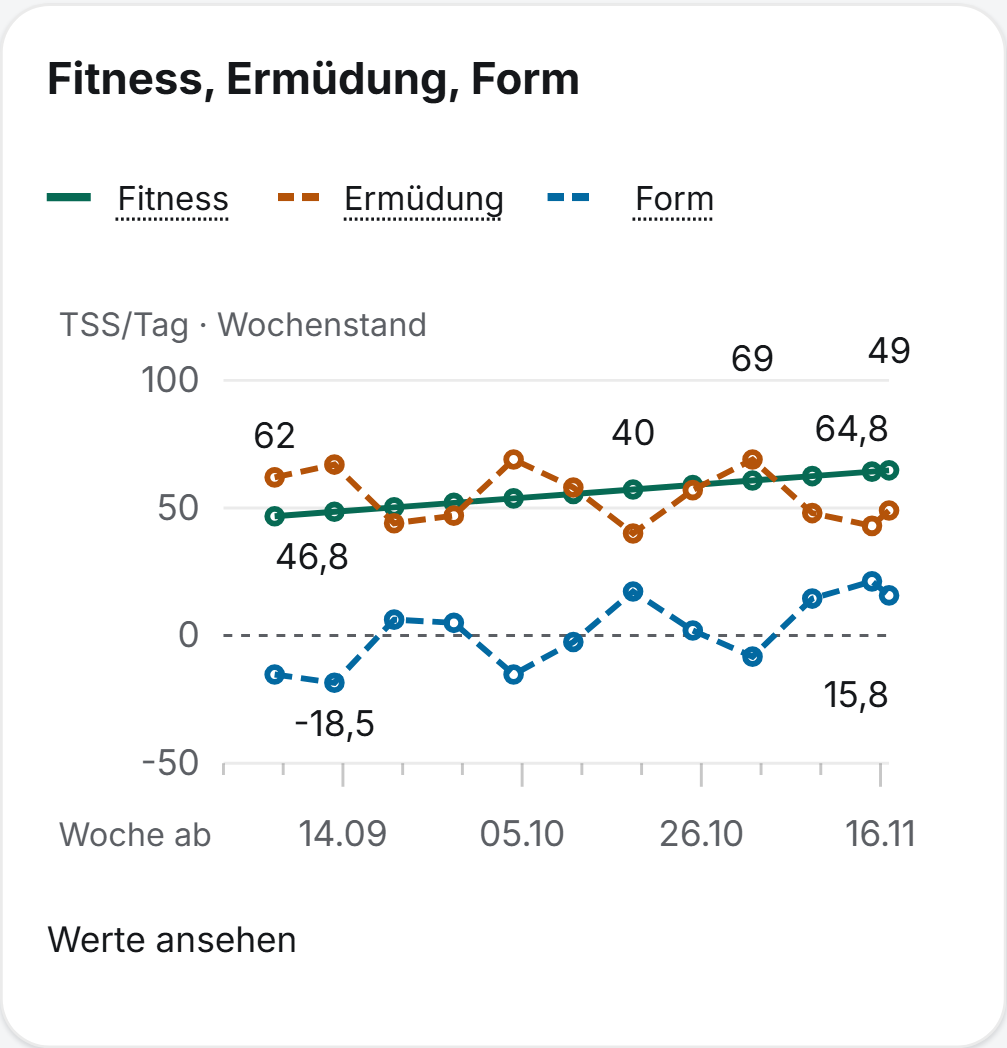 Fitness, Ermüdung, Form
Fitness Ermüdung Form
TSS/Tag · Wochenstand
69 49
100
62 40 64,8
50
46,8
0
15,8
-18,5
-50
Woche ab 14.09 05.10 26.10 16.11
Werte ansehen